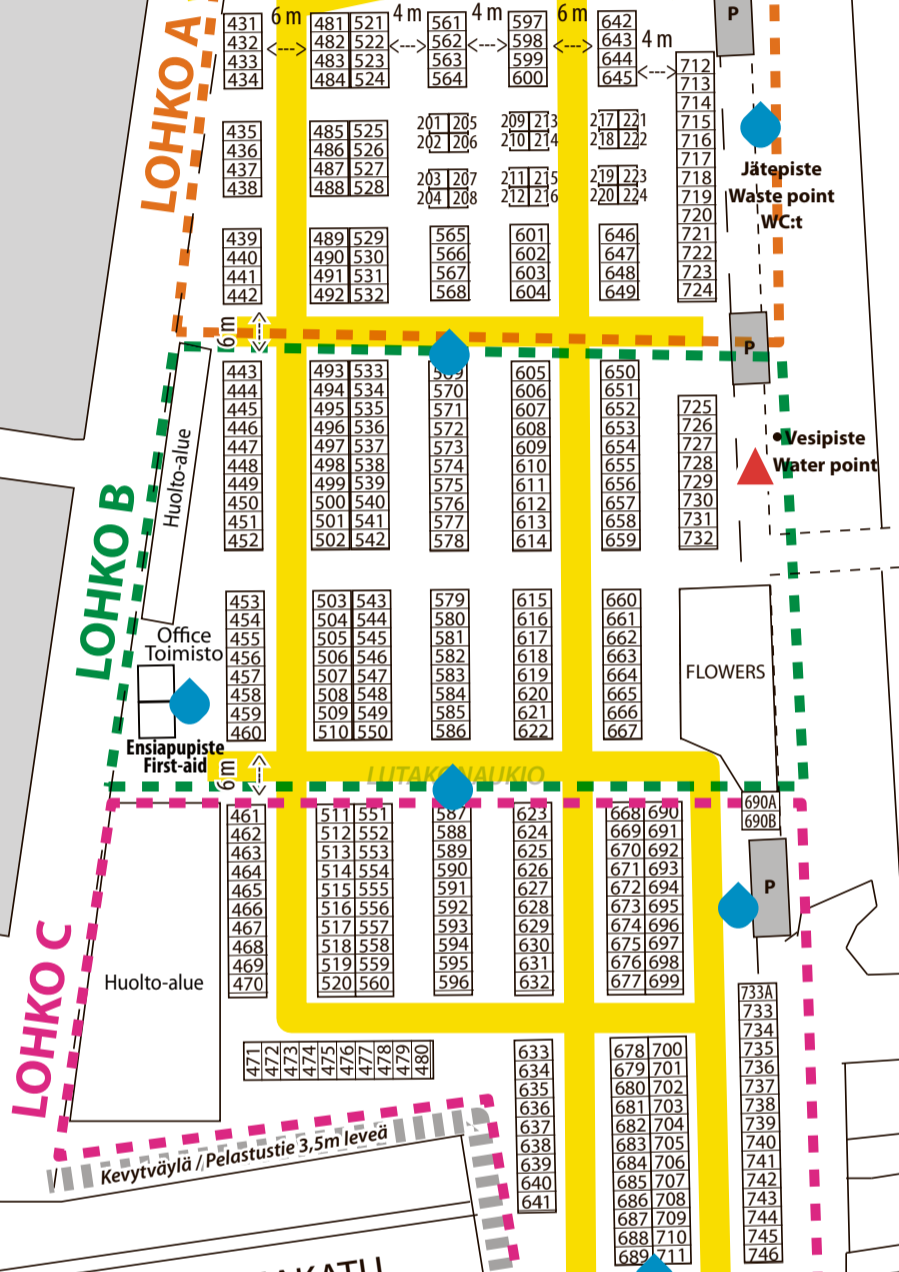 LOHKO A
6 m
4 m
4 m
6 m
4 m
P
431 481 521 561 597 642
432 482 522 562 598 643
433 483 523 563 599 644
434 484 524 564 600 645
712
713
714
715
716
717
718
719
720
721
722
723
724
435 485 525
436 486 526
437 487 527
438 488 528
201 205 209 213 217 221
202 206 210 214 218 222
203 207 211 215 219 223
204 208 212 216 220 224
Jätepiste
Waste point
WC:t
439 489 529 565 601 646
440 490 530 566 602 647
441 491 531 567 603 648
442 492 532 568 604 649
6 m
P
LOHKO B
Huolto-alue
443 493 533 569 605 650
444 494 534 570 606 651
445 495 535 571 607 652
446 496 536 572 608 653
447 497 537 573 609 654
448 498 538 574 610 655
449 499 539 575 611 656
450 500 540 576 612 657
451 501 541 577 613 658
452 502 542 578 614 659
725
726
727
728
729
730
731
732
Vesipiste
Water point
Office
Toimisto
Ensiapupiste
First-aid
453 503 543 579 615 660
454 504 544 580 616 661
455 505 545 581 617 662
456 506 546 582 618 663
457 507 547 583 619 664
458 508 548 584 620 665
459 509 549 585 621 666
460 510 550 586 622 667
FLOWERS
6 m
LUTAKONAUKIO
690A
690B
P
LOHKO C
Huolto-alue
461 511 551 587 623 668 690
462 512 552 588 624 669 691
463 513 553 589 625 670 692
464 514 554 590 626 671 693
465 515 555 591 627 672 694
466 516 556 592 628 673 695
467 517 557 593 629 674 696
468 518 558 594 630 675 697
469 519 559 595 631 676 698
470 520 560 596 632 677 699
471 472 473 474 475 476 477 478 479 480
633
634
635
636
637
638
639
640
641
678 700
679 701
680 702
681 703
682 704
683 705
684 706
685 707
686 708
687 709
688 710
689 711
733A
733
734
735
736
737
738
739
740
741
742
743
744
745
746
Kevytväylä / Pelastustie 3,5m leveä